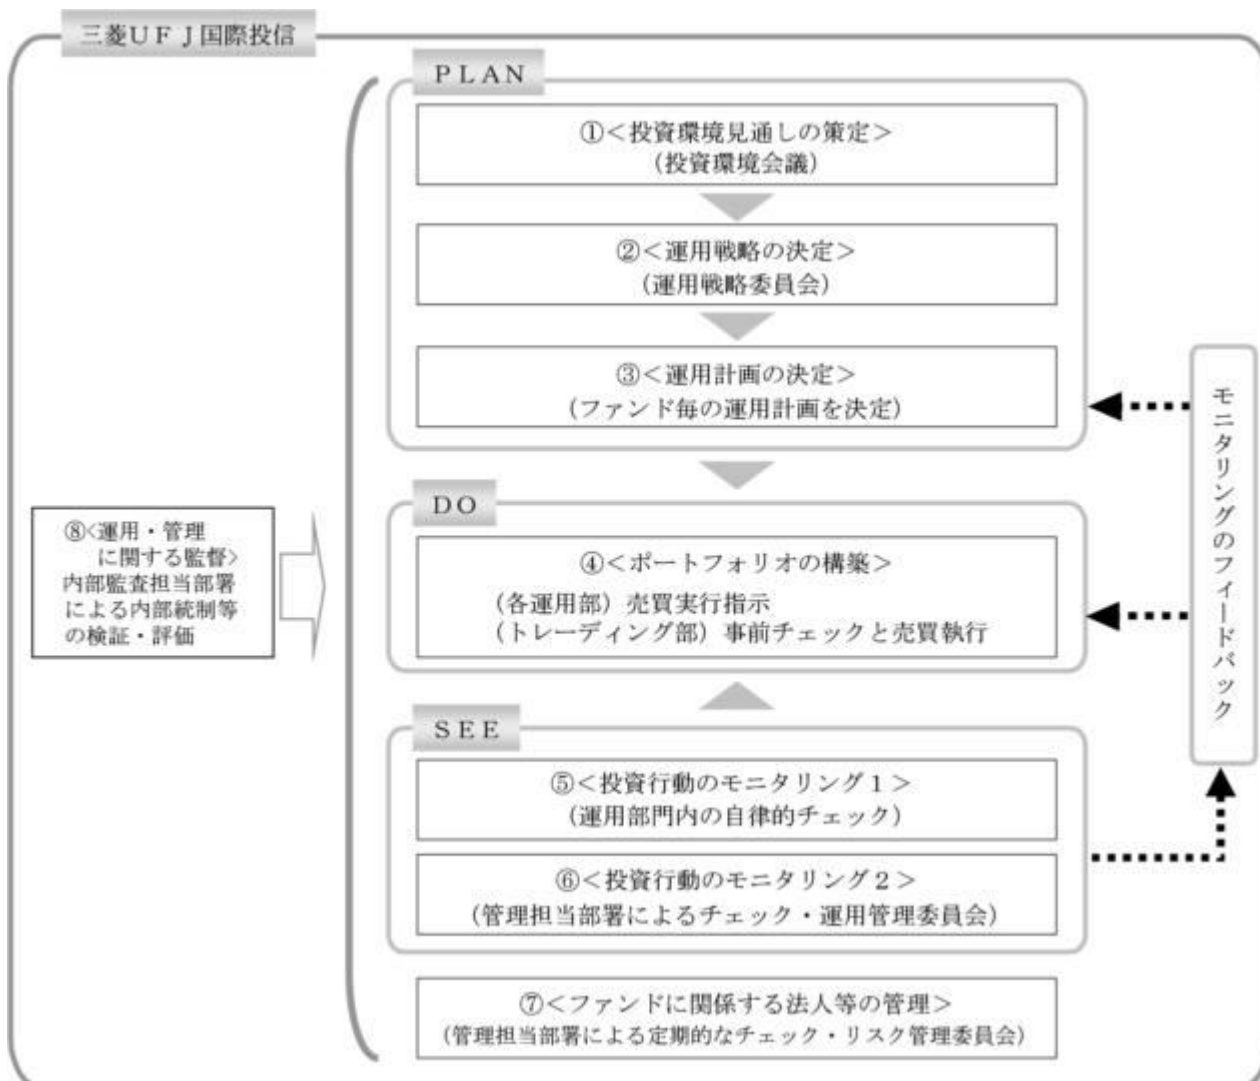 三菱ＵＦＪ国際投信
ＰＬＡＮ
①＜投資環境見通しの策定＞
（投資環境会議）
②＜運用戦略の決定＞
（運用戦略委員会）
③＜運用計画の決定＞
（ファンド毎の運用計画を決定）
ＤＯ
④＜ポートフォリオの構築＞
（各運用部）売買実行指示
（トレーディング部）事前チェックと売買執行
ＳＥＥ
⑤＜投資行動のモニタリング１＞
（運用部門内の自律的チェック）
⑥＜投資行動のモニタリング２＞
（管理担当部署によるチェック・運用管理委員会）
⑦＜ファンドに関係する法人等の管理＞
（管理担当部署による定期的なチェック・リスク管理委員会）
⑧＜運用・管理
に関する監督＞
内部監査担当部署
による内部統制等
の検証・評価
モニタリングのフィードバック